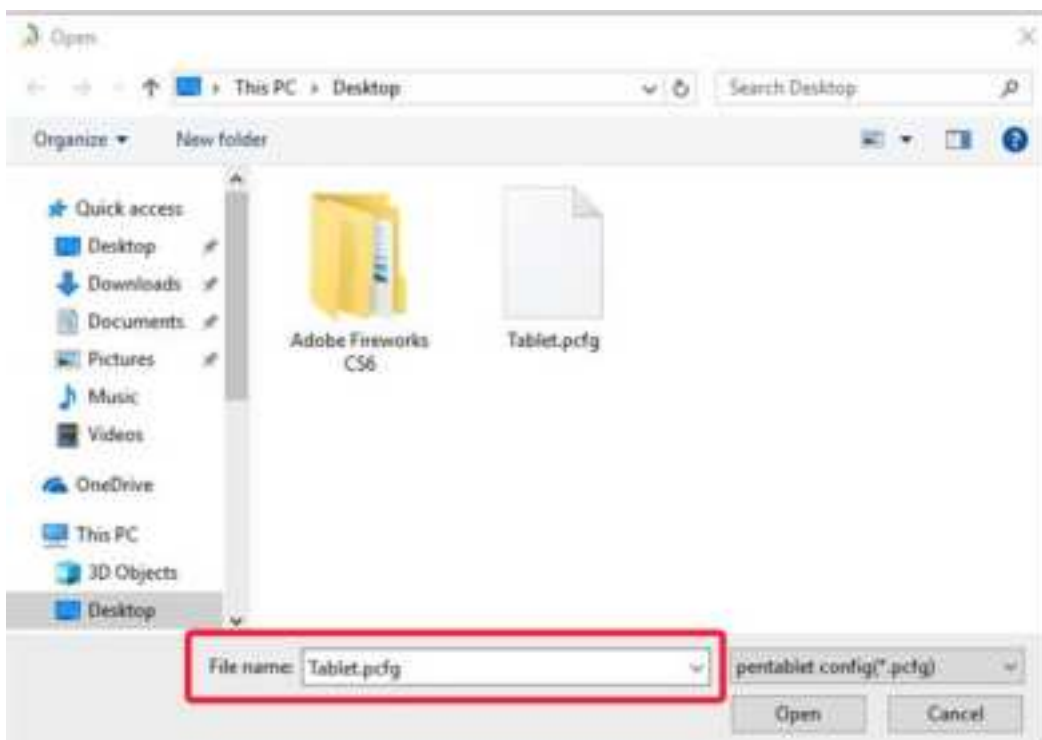 Open
This PC › Desktop
Search Desktop
Organize
New folder
Quick access
Desktop
Downloads
Documents
Pictures
Music
Videos
OneDrive
This PC
3D Objects
Desktop
Adobe Fireworks
CS6
Tablet.pcfg
File name: Tablet.pcfg
pentablet config(*.pcfg)
Open
Cancel